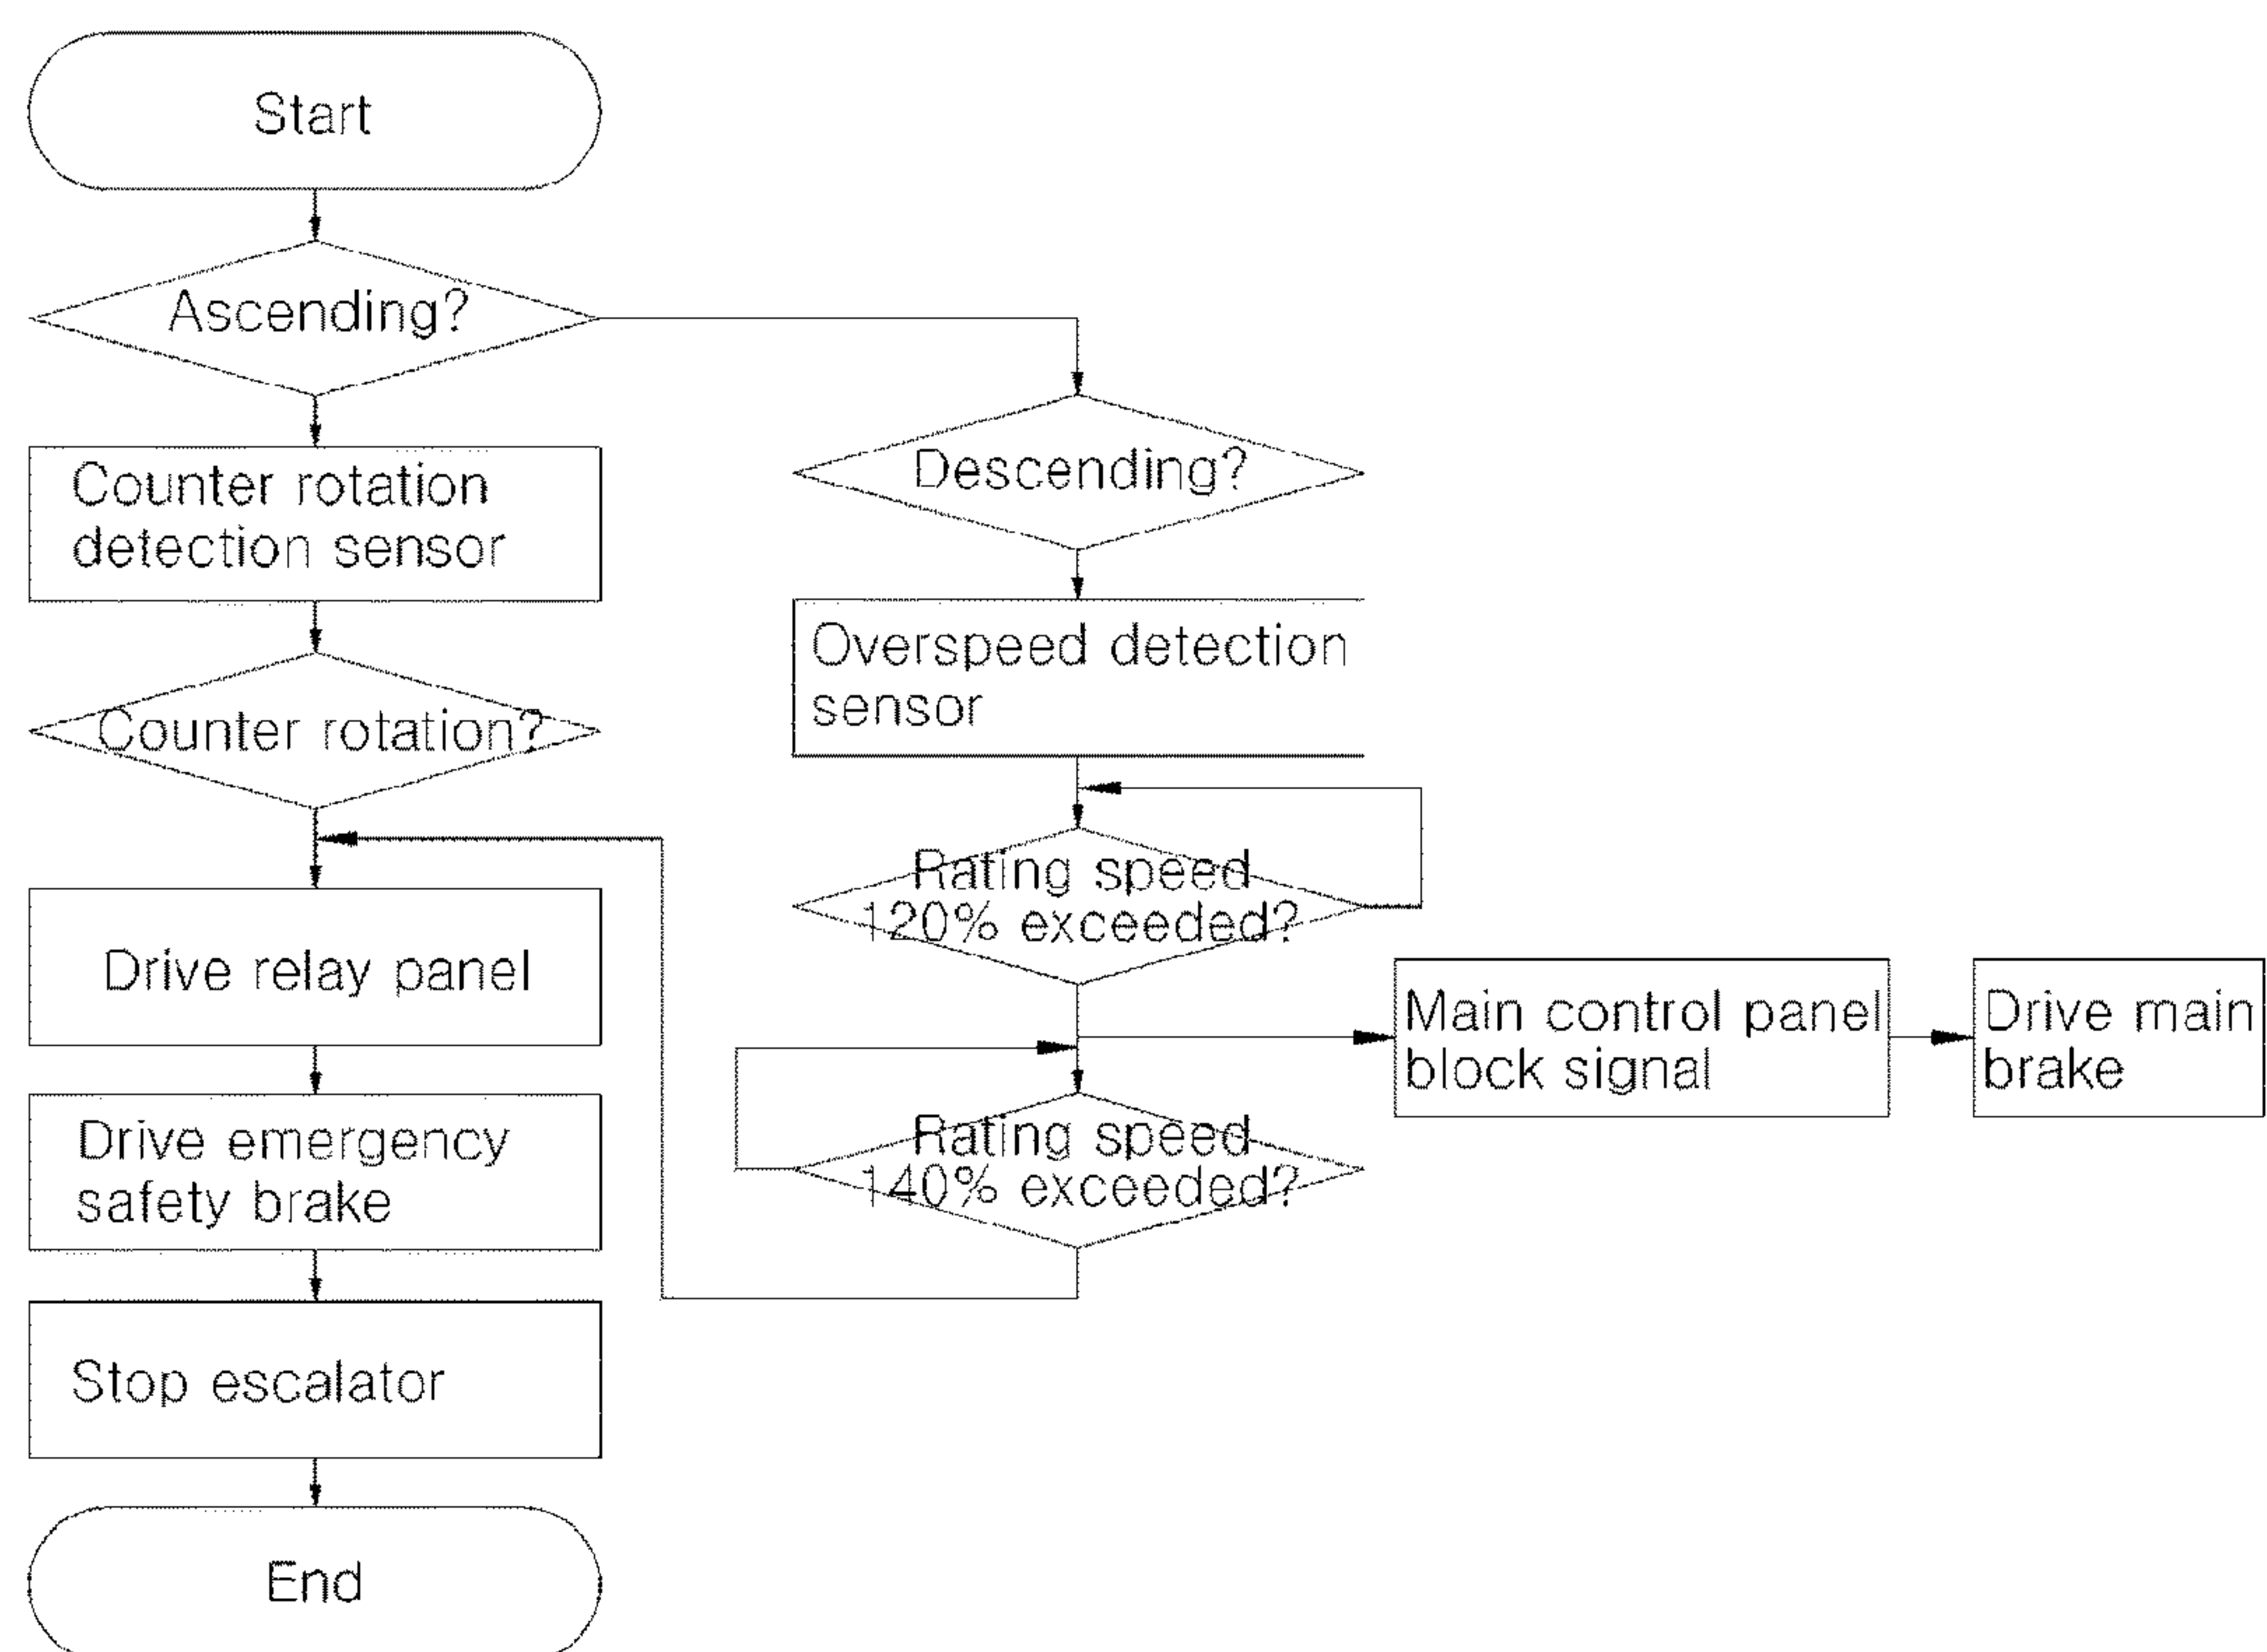 Start
Ascending?
Counter rotation
detection sensor
Counter rotation?
Drive relay panel
Drive emergency
safety brake
Stop escalator
End
Descending?
Overspeed detection
sensor
Rating speed
120% exceeded?
Rating speed
140% exceeded?
Main control panel
block signal
Drive main
brake